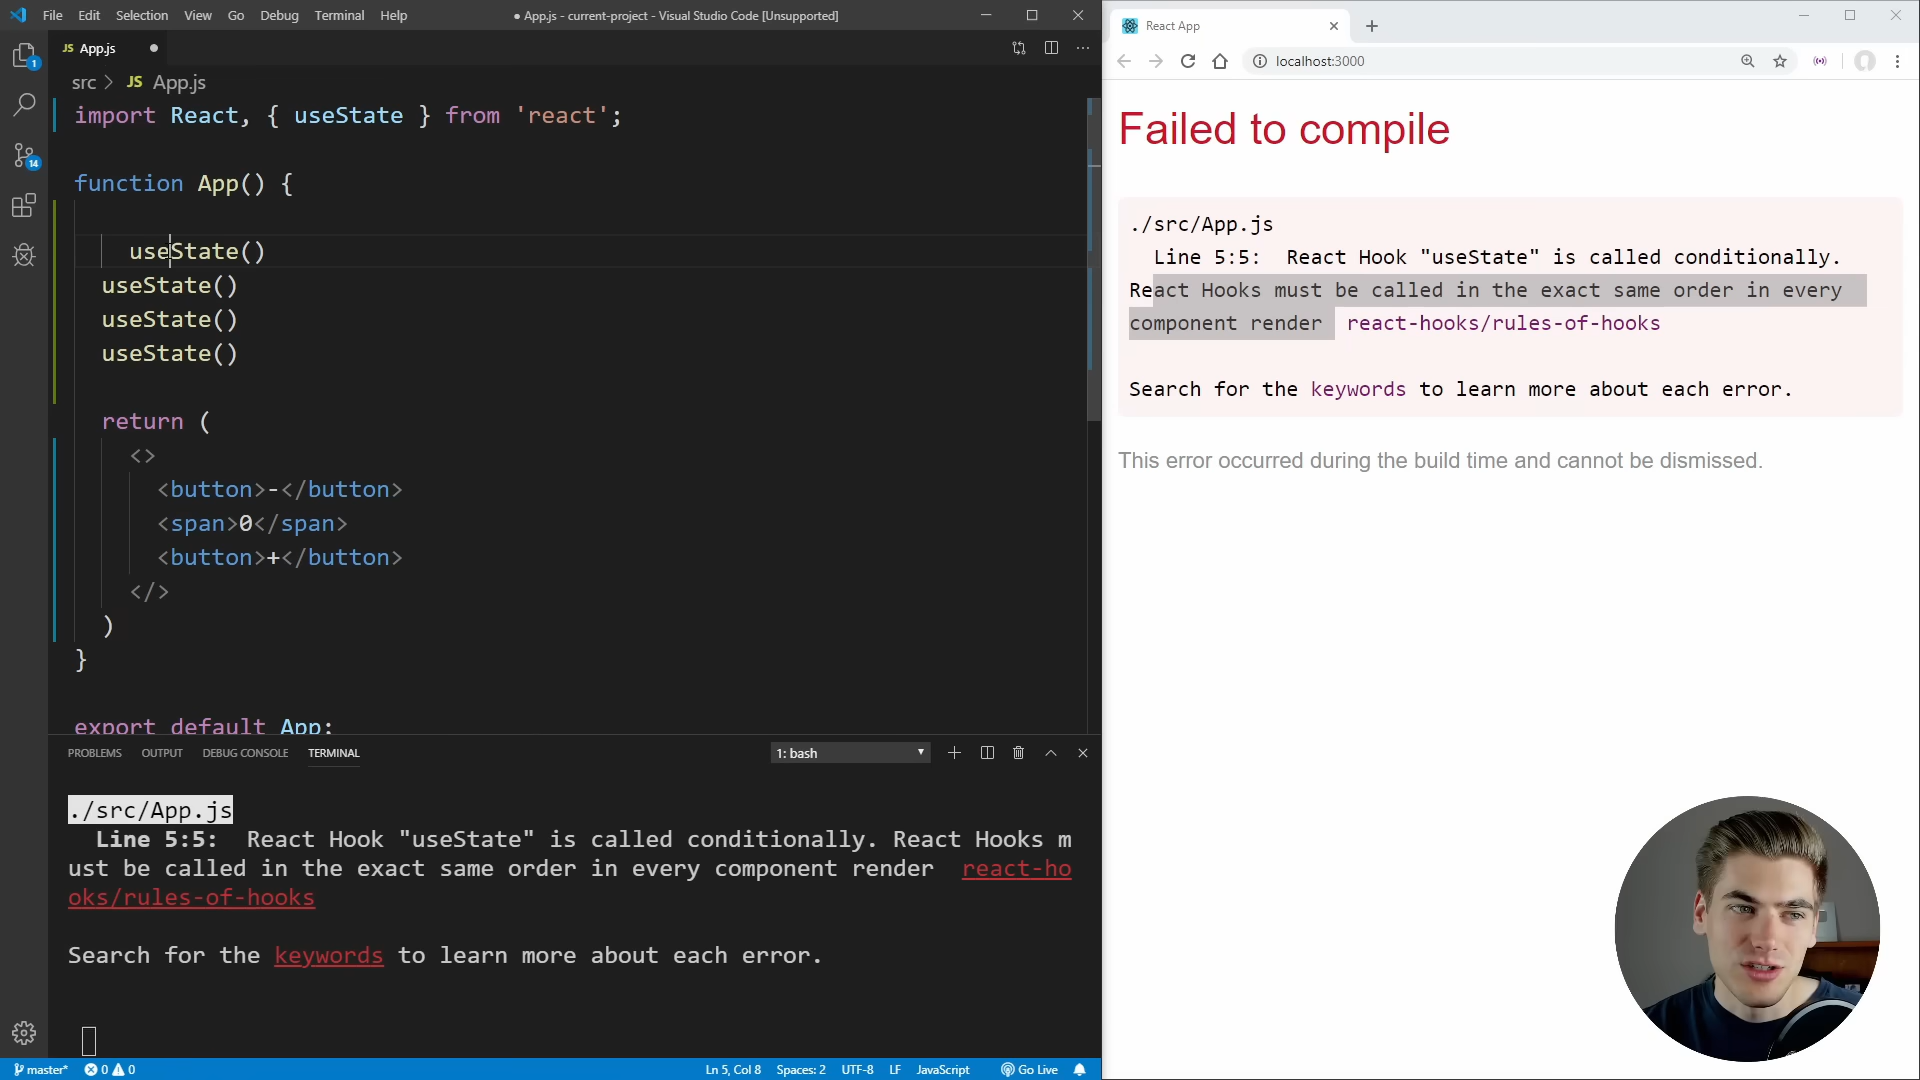 File Edit Selection View Go Debug Terminal Help
● App.js - current-project - Visual Studio Code [Unsupported]
JS App.js
src > JS App.js
import React, { useState } from 'react';
function App() {
useState()
useState()
useState()
useState()
return (
<>
<button>-</button>
<span>0</span>
<button>+</button>
</>
)
}
export default App;
PROBLEMS OUTPUT DEBUG CONSOLE TERMINAL
1: bash
./src/App.js
Line 5:5: React Hook "useState" is called conditionally. React Hooks m
ust be called in the exact same order in every component render react-ho
oks/rules-of-hooks
Search for the keywords to learn more about each error.
1
14
master* 0 0
Ln 5, Col 8 Spaces: 2 UTF-8 LF JavaScript Go Live
React App
localhost:3000
Failed to compile
./src/App.js
Line 5:5: React Hook "useState" is called conditionally.
React Hooks must be called in the exact same order in every
component render react-hooks/rules-of-hooks
Search for the keywords to learn more about each error.
This error occurred during the build time and cannot be dismissed.